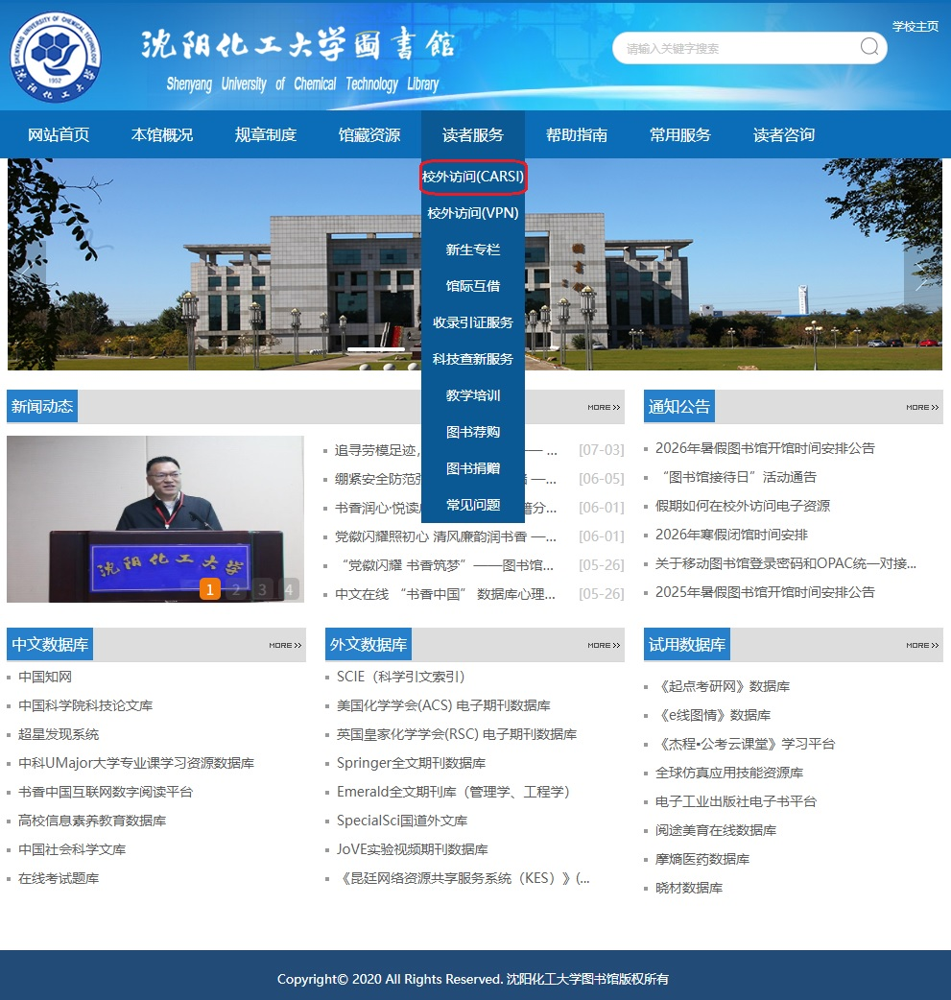 沈阳化工大学圖書館
Shenyang University of Chemical Technology Library
SHENYANG UNIVERSITY OF CHEMICAL TECHNOLOGY
1952
沈阳化工大学
学校主页
请输入关键字搜索
网站首页 本馆概况 规章制度 馆藏资源 读者服务 帮助指南 常用服务 读者咨询
校外访问(CARSI)
校外访问(VPN)
新生专栏
馆际互借
收录引证服务
科技查新服务
教学培训
图书荐购
图书捐赠
常见问题
新闻动态 MORE >>
沈阳化工大学
1 2 3 4
追寻劳模足迹, —— ... [07-03]
绷紧安全防范 —... [06-05]
书香润心·悦读 籍分... [06-01]
党徽闪耀照初心 清风廉韵润书香 —... [06-01]
“党徽闪耀 书香筑梦”——图书馆... [05-26]
中文在线 “书香中国” 数据库心理... [05-26]
通知公告 MORE >>
2026年暑假图书馆开馆时间安排公告
“图书馆接待日”活动通告
假期如何在校外访问电子资源
2026年寒假闭馆时间安排
关于移动图书馆登录密码和OPAC统一对接...
2025年暑假图书馆开馆时间安排公告
中文数据库 MORE >>
中国知网
中国科学院科技论文库
超星发现系统
中科UMajor大学专业课学习资源数据库
书香中国互联网数字阅读平台
高校信息素养教育数据库
中国社会科学文库
在线考试题库
外文数据库 MORE >>
SCIE（科学引文索引）
美国化学学会(ACS) 电子期刊数据库
英国皇家化学学会(RSC) 电子期刊数据库
Springer全文期刊数据库
Emerald全文期刊库（管理学、工程学）
SpecialSci国道外文库
JoVE实验视频期刊数据库
《昆廷网络资源共享服务系统（KES）》(...
试用数据库 MORE >>
《起点考研网》数据库
《e线图情》数据库
《杰程•公考云课堂》学习平台
全球仿真应用技能资源库
电子工业出版社电子书平台
阅途美育在线数据库
摩熵医药数据库
晓材数据库
Copyright© 2020 All Rights Reserved. 沈阳化工大学图书馆版权所有